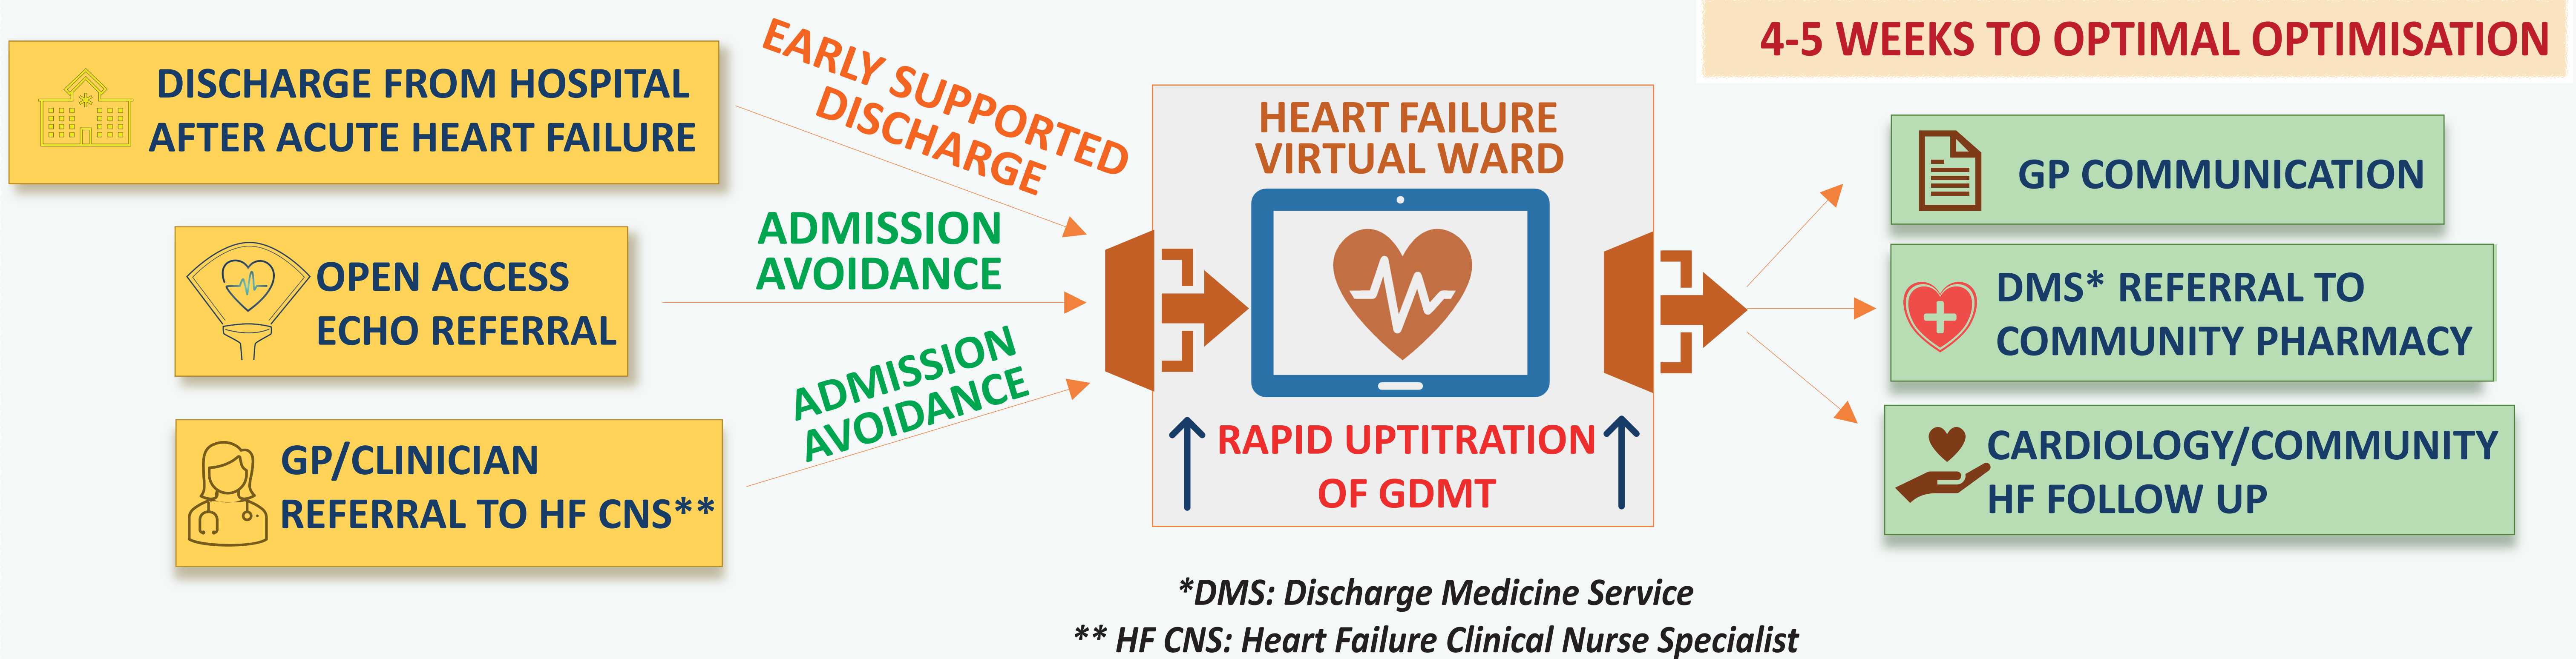 4-5 WEEKS TO OPTIMAL OPTIMISATION
DISCHARGE FROM HOSPITAL
AFTER ACUTE HEART FAILURE
OPEN ACCESS
ECHO REFERRAL
GP/CLINICIAN
REFERRAL TO HF CNS**
EARLY SUPPORTED
DISCHARGE
ADMISSION
AVOIDANCE
ADMISSION
AVOIDANCE
HEART FAILURE
VIRTUAL WARD
RAPID UPTITRATION
OF GDMT
GP COMMUNICATION
DMS* REFERRAL TO
COMMUNITY PHARMACY
CARDIOLOGY/COMMUNITY
HF FOLLOW UP
*DMS: Discharge Medicine Service
** HF CNS: Heart Failure Clinical Nurse Specialist